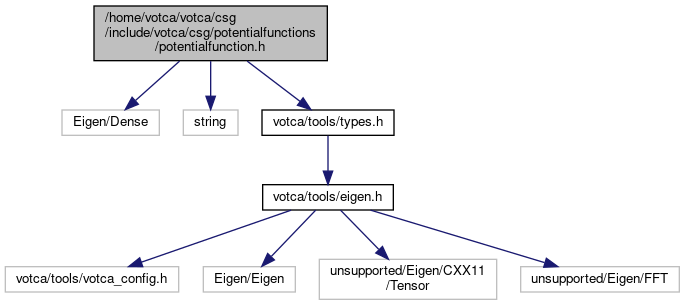 /home/votca/votca/csg
/include/votca/csg/potentialfunctions
/potentialfunction.h
Eigen/Dense
string
votca/tools/types.h
votca/tools/eigen.h
votca/tools/votca_config.h
Eigen/Eigen
unsupported/Eigen/CXX11
/Tensor
unsupported/Eigen/FFT